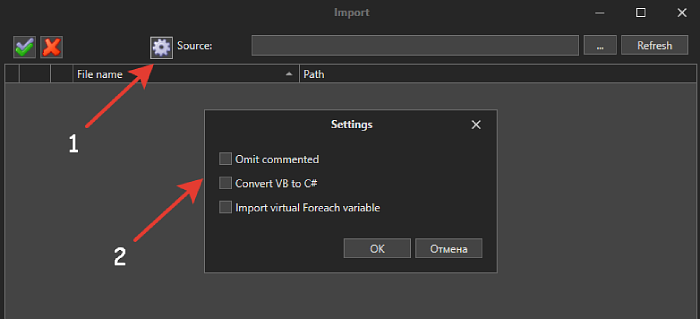 Import
Source:
...
Refresh
File name
Path
1
Settings
Omit commented
Convert VB to C#
2
Import virtual Foreach variable
OK
Отмена